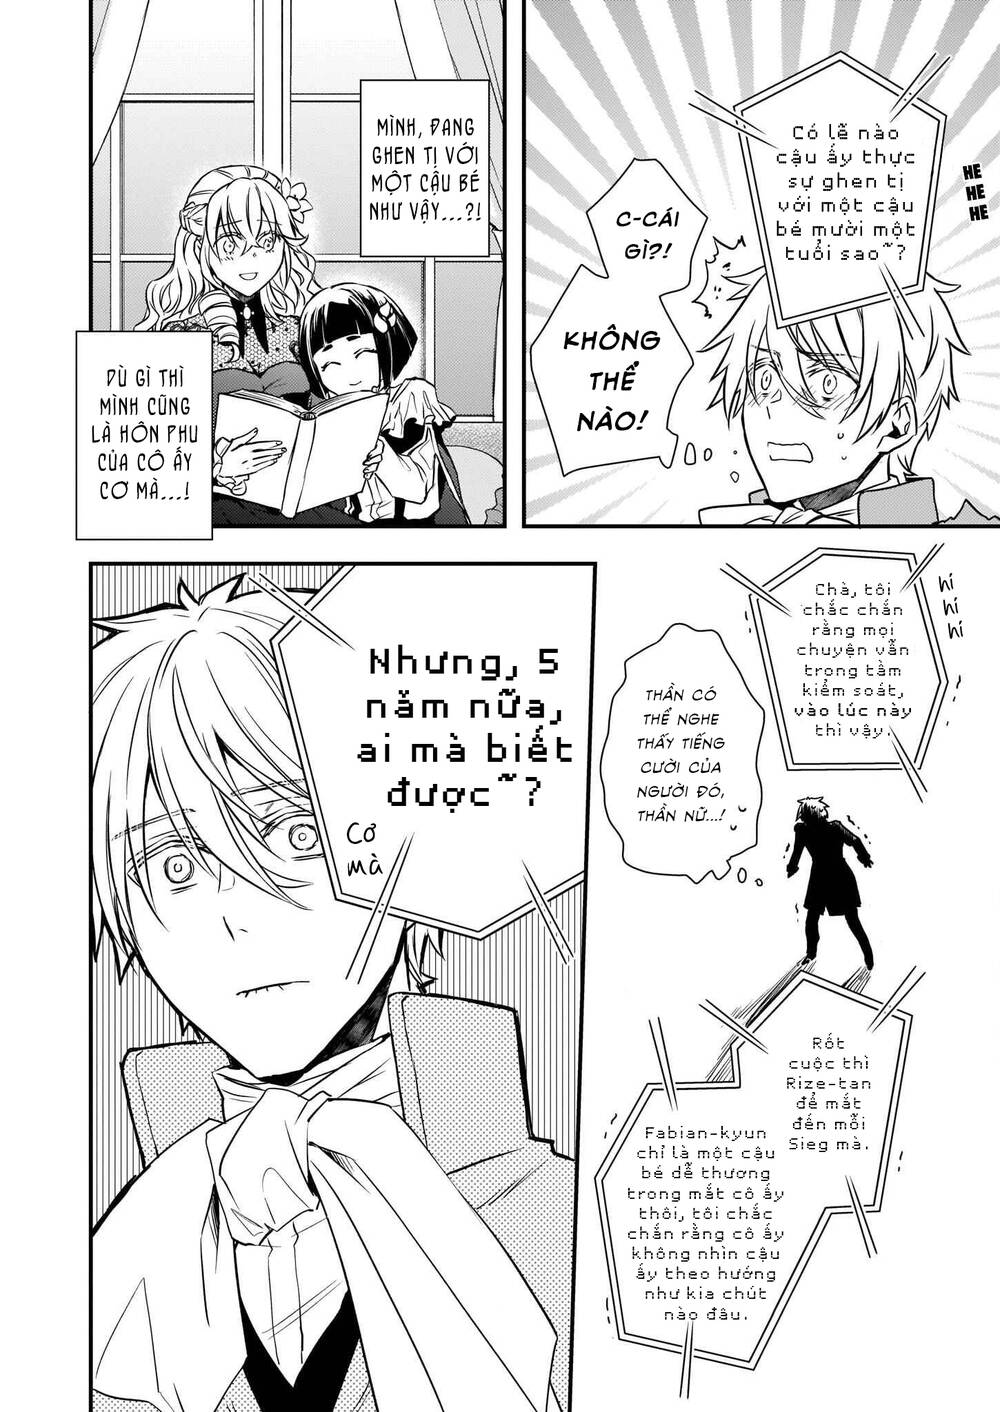 Có lẽ nào
cậu ấy thực
sự ghen tị
với một cậu
bé mười một
tuổi sao~?
HE
HE
HE
C-CÁI
GÌ?!
KHÔNG
THỂ
NÀO!
MÌNH, ĐANG
GHEN TỊ VỚI
MỘT CẬU BÉ
NHƯ VẬY...?!
DÙ GÌ THÌ
MÌNH CŨNG
LÀ HÔN PHU
CỦA CÔ ẤY
CƠ MÀ...!
Chà, tôi
chắc chắn
rằng mọi
chuyện vẫn
trong tầm
kiểm soát,
vào lúc này
thì vậy.
hí
hí
hí
THẦN CÓ
THỂ NGHE
THẤY TIẾNG
CƯỜI CỦA
NGƯỜI ĐÓ,
THẦN NỮ...!
Rốt
cuộc thì
Rize-tan
để mắt
đến mỗi
Sieg mà.
Fabian-kyun
chỉ là một cậu
bé dễ thương
trong mắt cô ấy
thôi, tôi chắc
chắn rằng cô ấy
không nhìn cậu
ấy theo hướng
như kia chút
nào đâu.
Nhưng, 5
năm nữa,
ai mà biết
được~?
Cơ
mà